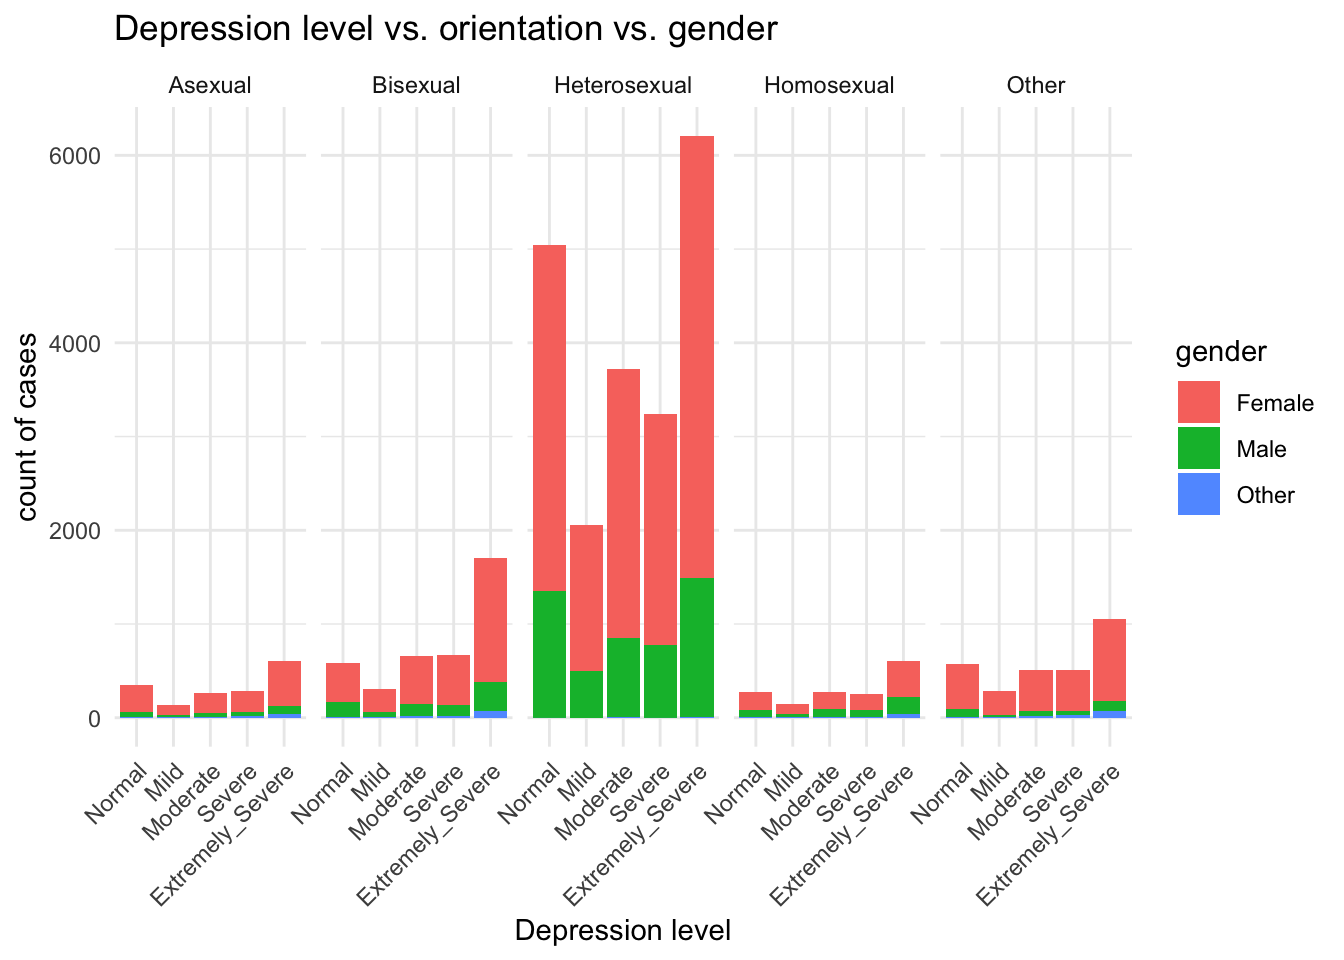 Depression level vs. orientation vs. gender
Asexual
Bisexual
Heterosexual
Homosexual
Other
count of cases
6000
4000
2000
0
Normal
Mild
Moderate
Severe
Extremely_Severe
Normal
Mild
Moderate
Severe
Extremely_Severe
Normal
Mild
Moderate
Severe
Extremely_Severe
Normal
Mild
Moderate
Severe
Extremely_Severe
Normal
Mild
Moderate
Severe
Extremely_Severe
Depression level
gender
Female
Male
Other